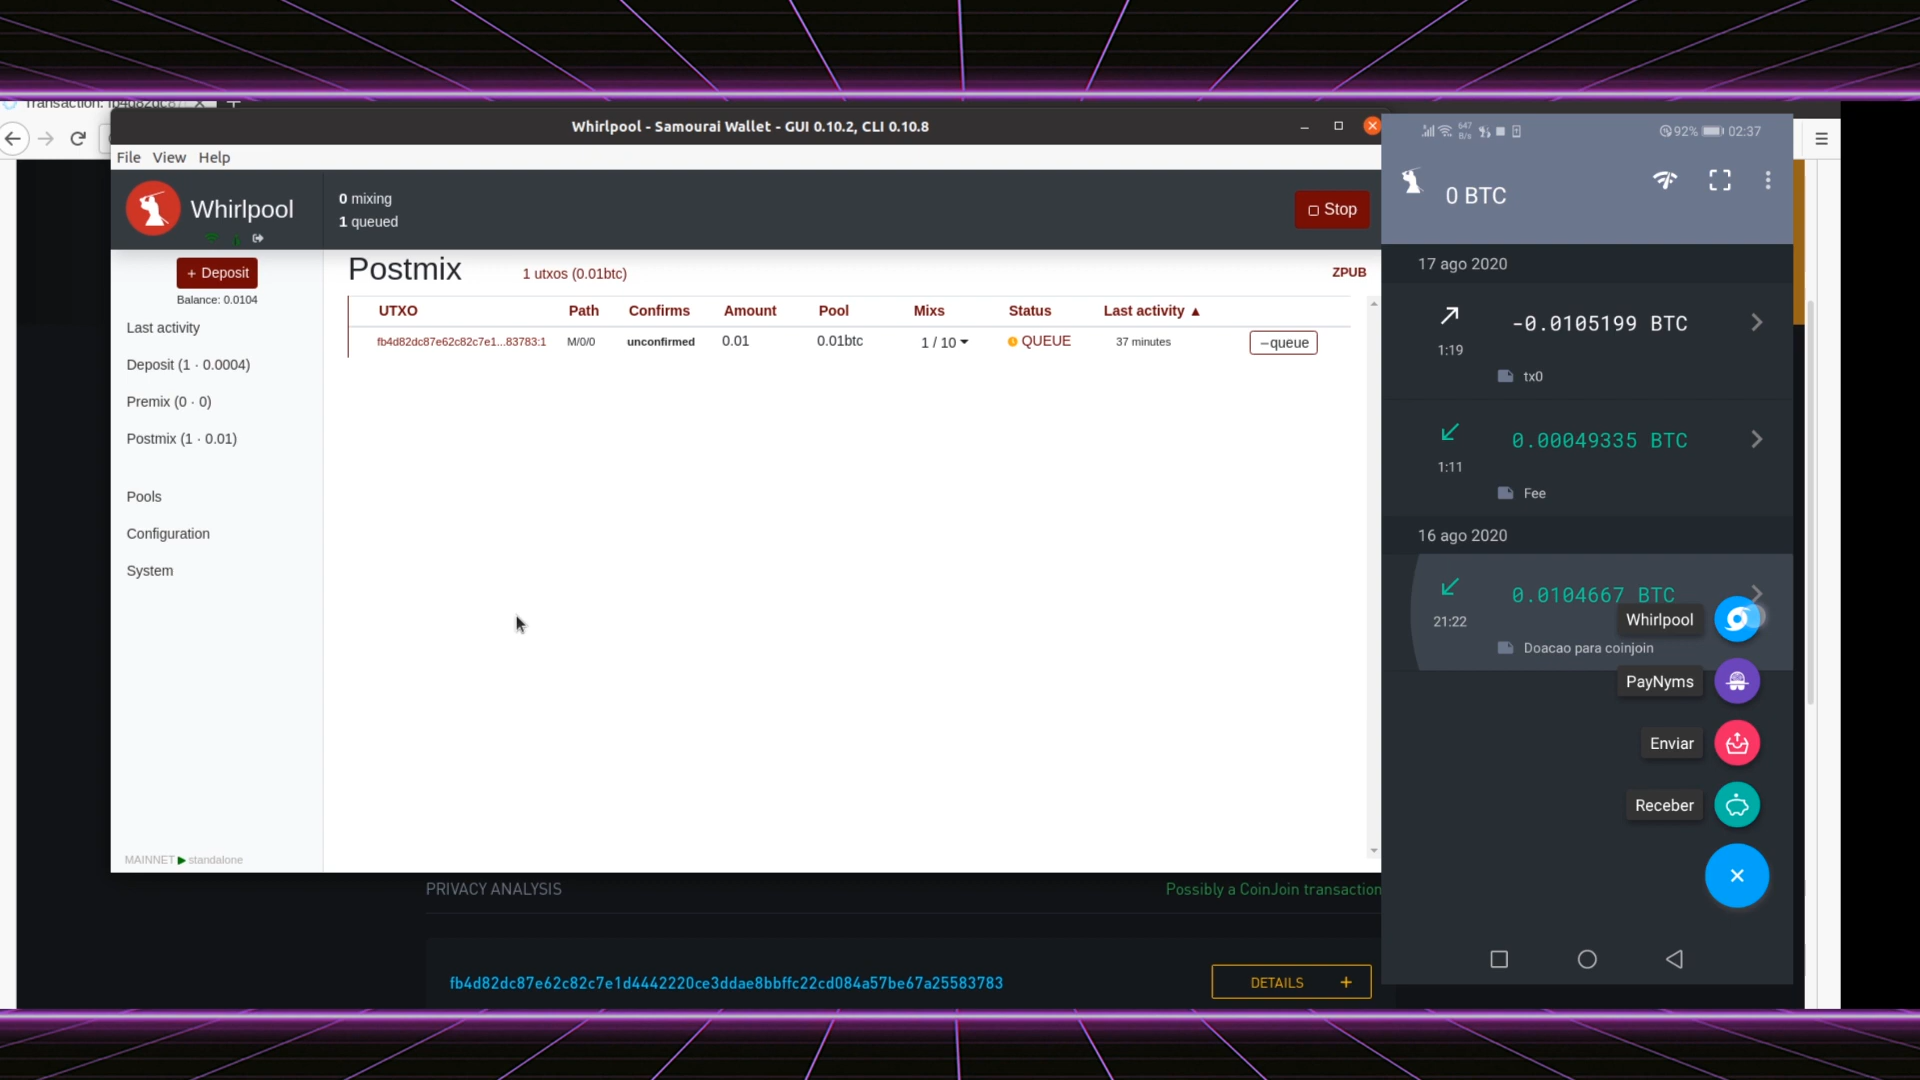 Transaction: fb4d82dc87
Whirlpool - Samourai Wallet - GUI 0.10.2, CLI 0.10.8
File View Help
Whirlpool
0 mixing
1 queued
Stop
+ Deposit
Balance: 0.0104
Last activity
Deposit (1 · 0.0004)
Premix (0 · 0)
Postmix (1 · 0.01)
Pools
Configuration
System
MAINNET standalone
Postmix 1 utxos (0.01btc) ZPUB
UTXO Path Confirms Amount Pool Mixs Status Last activity ▲
fb4d82dc87e62c82c7e1...83783:1 M/0/0 unconfirmed 0.01 0.01btc 1 / 10 QUEUE 37 minutes –queue
PRIVACY ANALYSIS Possibly a CoinJoin transaction
fb4d82dc87e62c82c7e1d4442220ce3ddae8bbffc22cd084a57be67a25583783 DETAILS +
647 B/s 92% 02:37
0 BTC
17 ago 2020
-0.0105199 BTC
1:19
tx0
0.00049335 BTC
1:11
Fee
16 ago 2020
0.0104667 BTC
21:22
Doacao para coinjoin
Whirlpool
PayNyms
Enviar
Receber